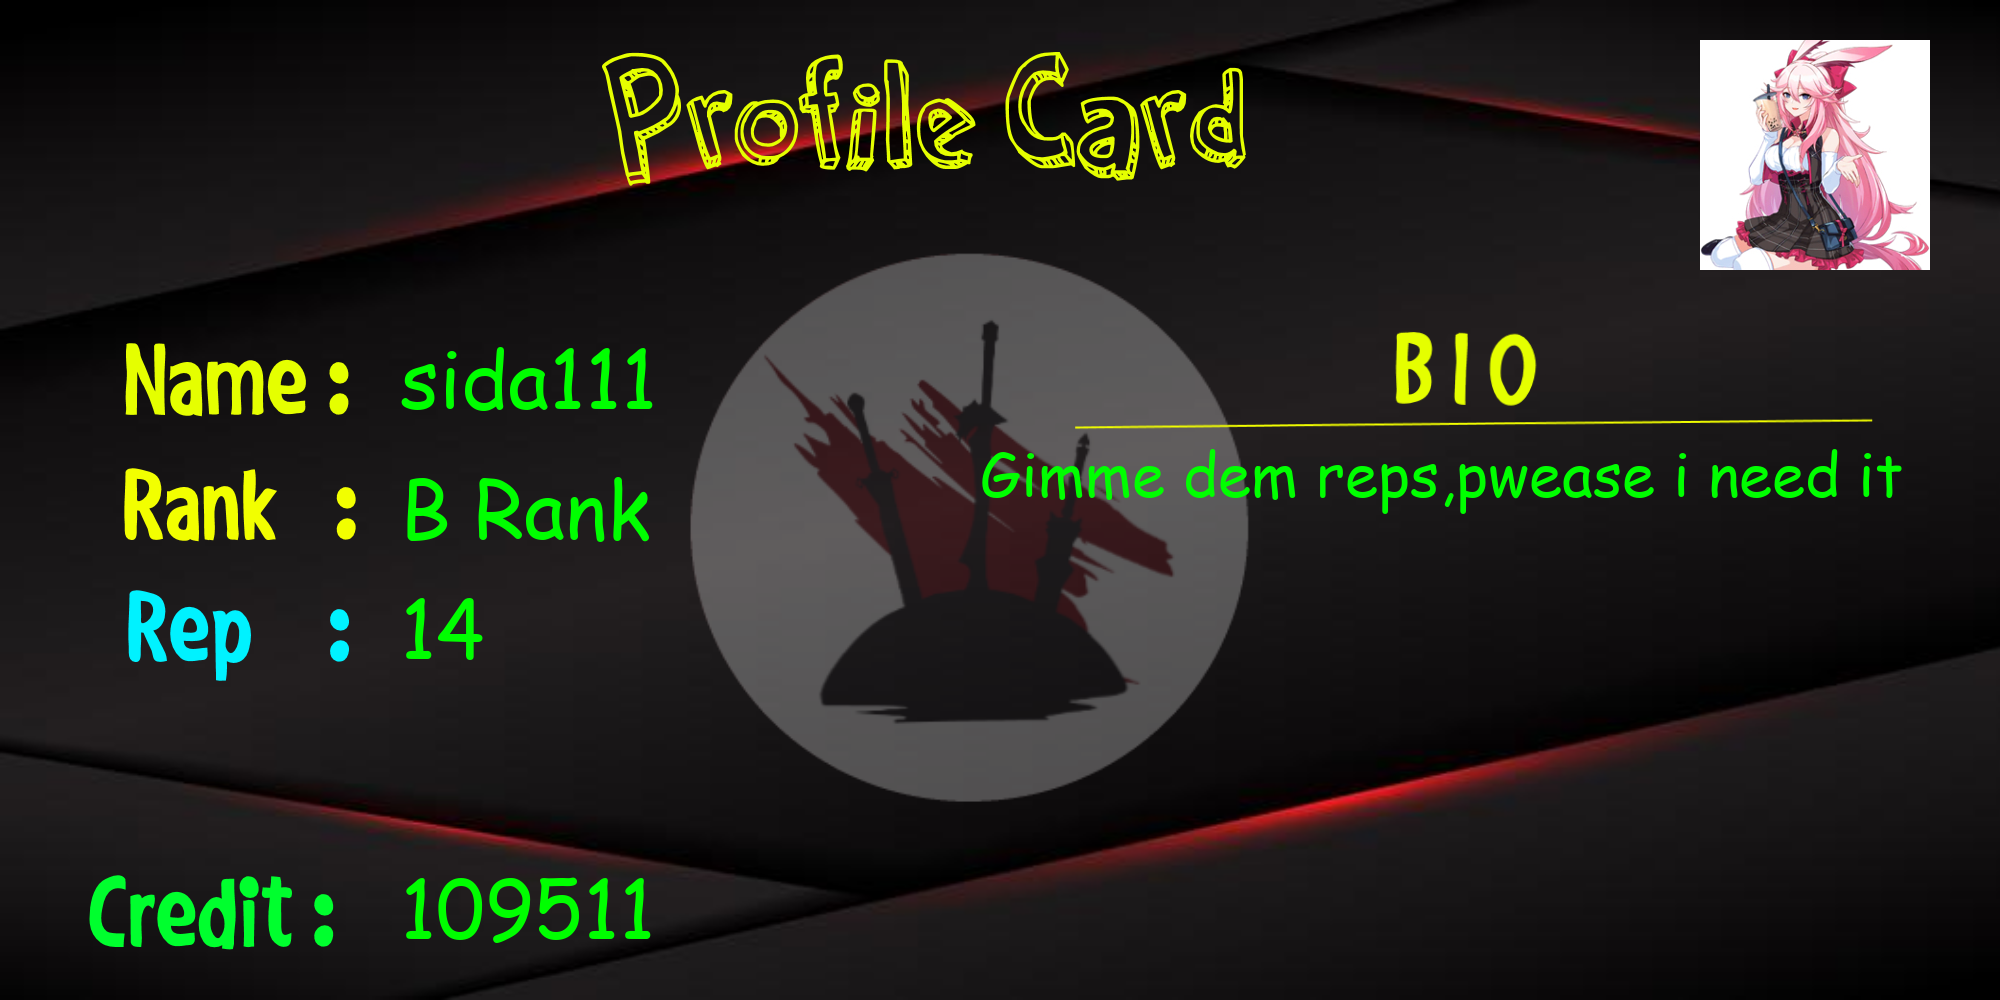 Profile Card
Name : sida111
Rank : B Rank
Rep : 14
Credit : 109511
BIO
Gimme dem reps,pwease i need it